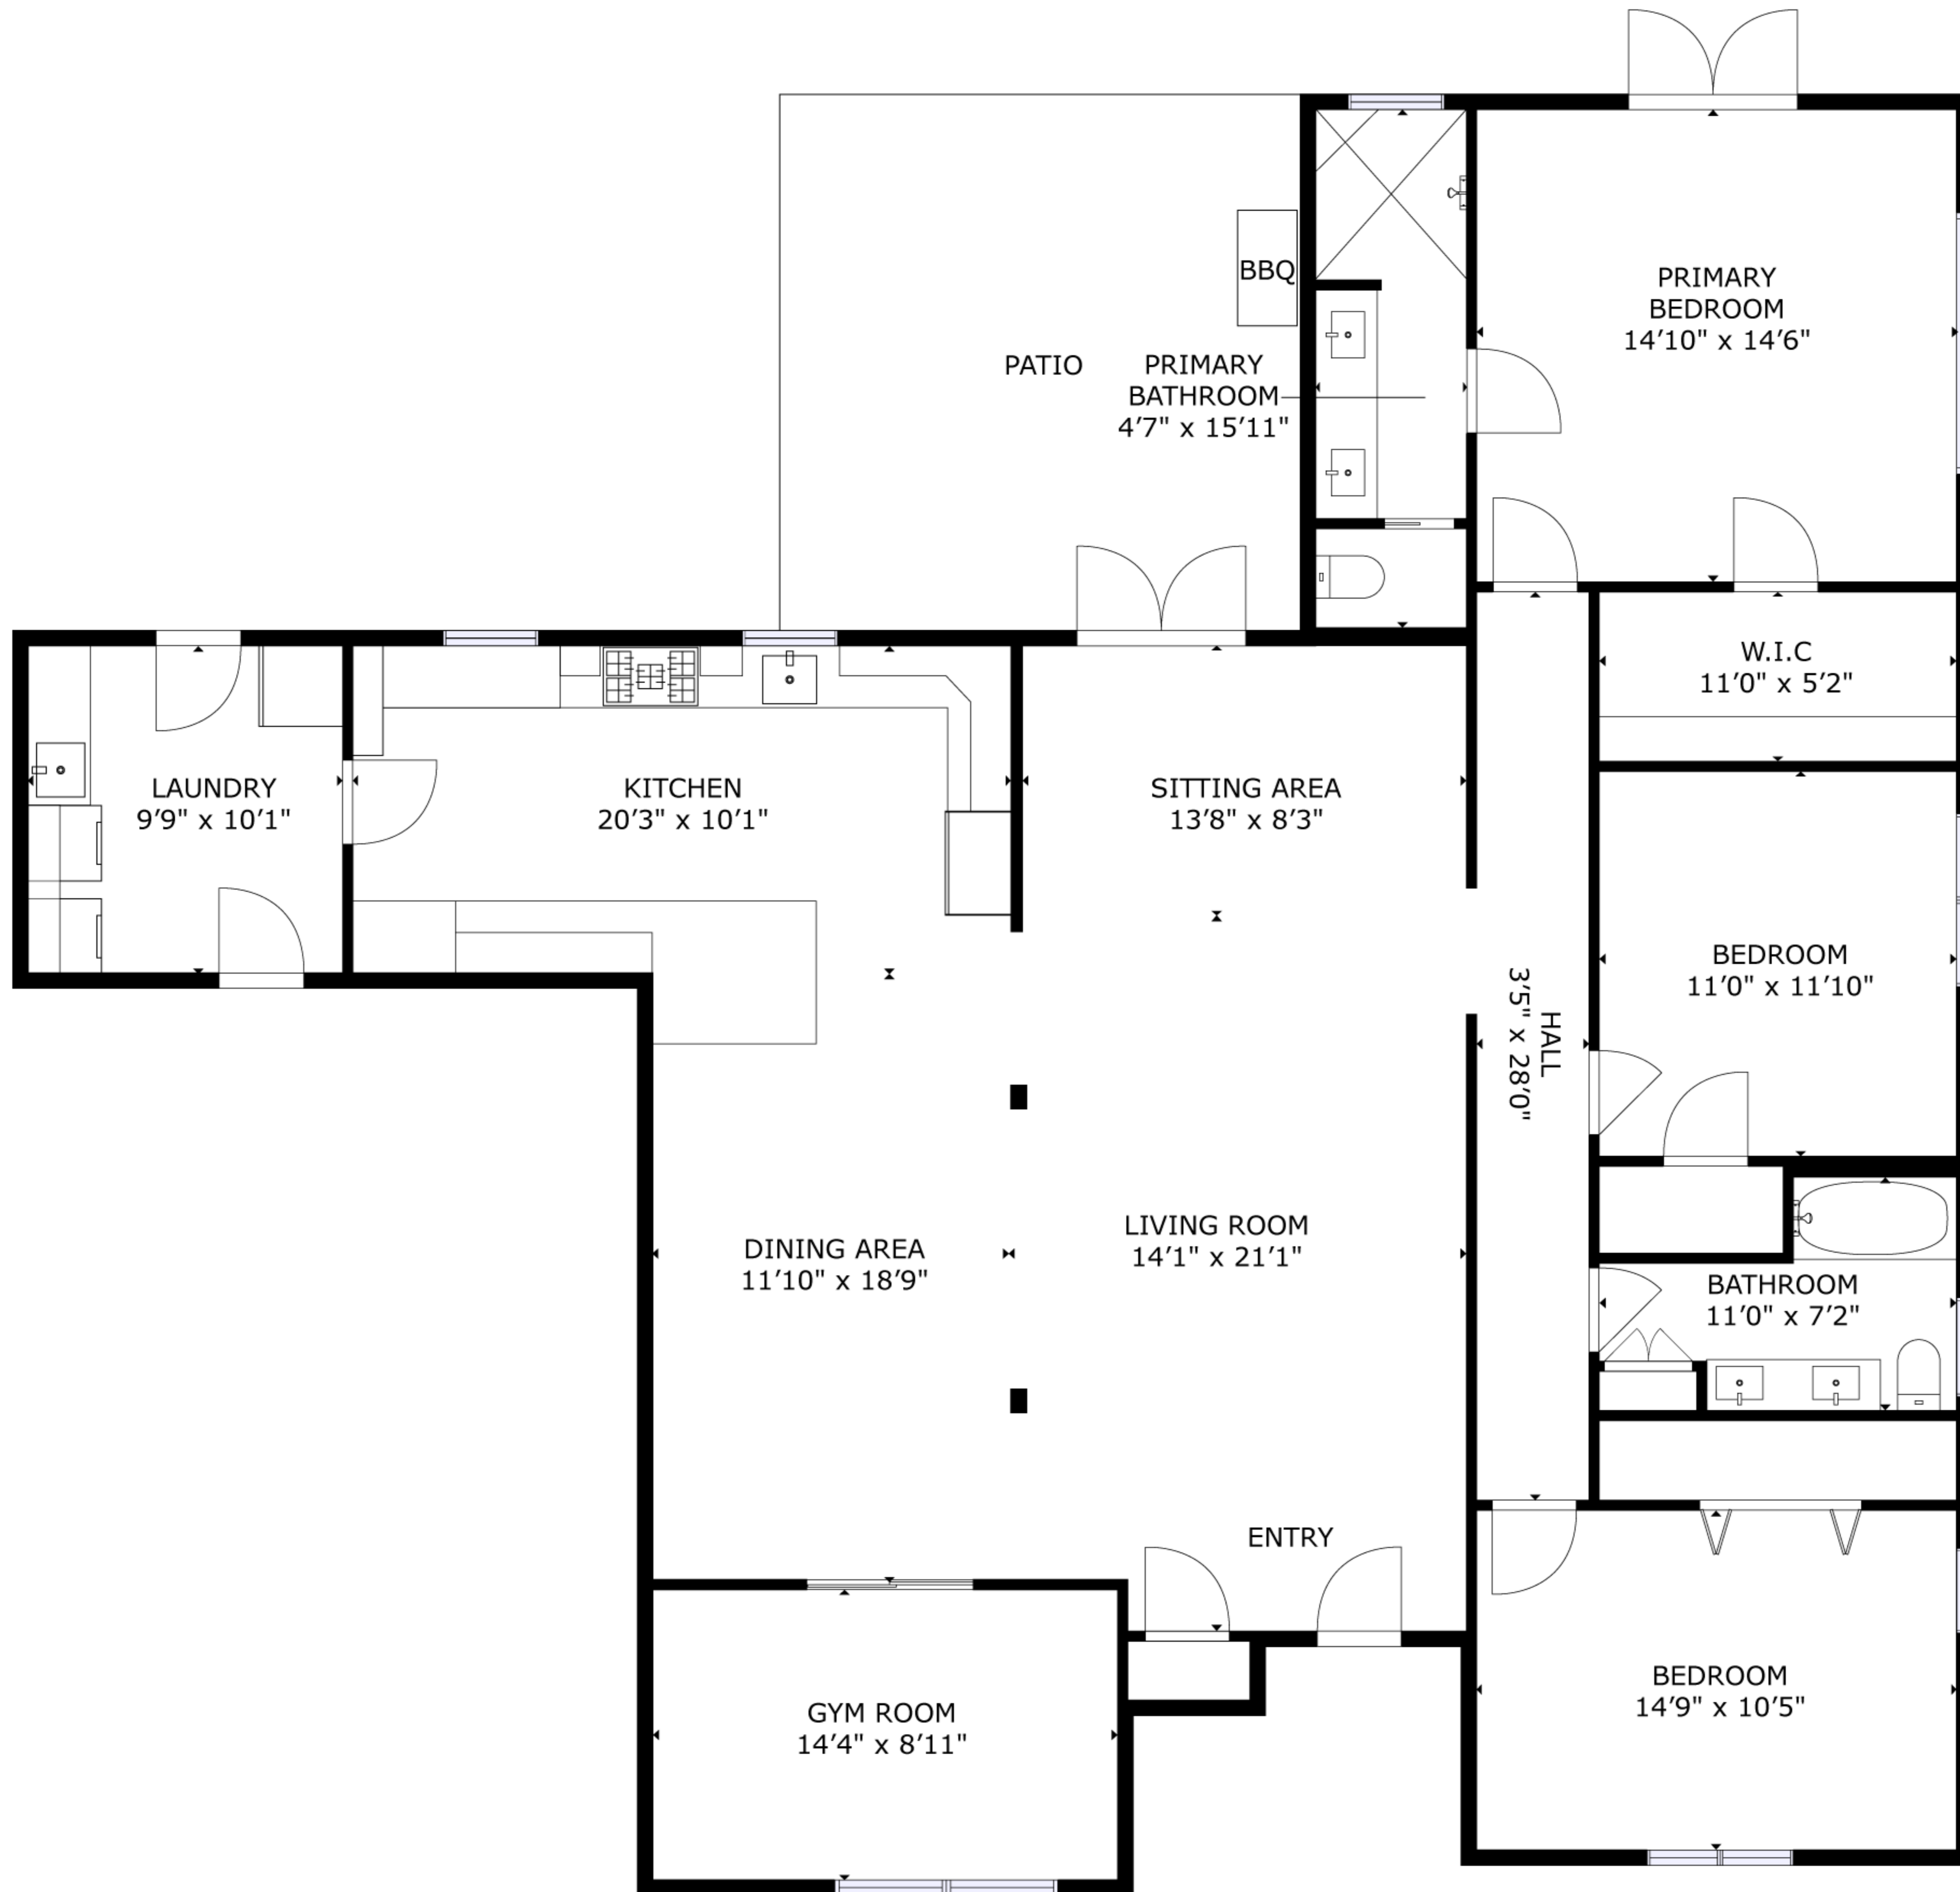 PRIMARY
BEDROOM
14'10" x 14'6"
BBQ
PATIO
PRIMARY
BATHROOM
4'7" x 15'11"
W.I.C
11'0" x 5'2"
LAUNDRY
9'9" x 10'1"
KITCHEN
20'3" x 10'1"
SITTING AREA
13'8" x 8'3"
BEDROOM
11'0" x 11'10"
HALL
3'5" x 28'0"
DINING AREA
11'10" x 18'9"
LIVING ROOM
14'1" x 21'1"
BATHROOM
11'0" x 7'2"
ENTRY
GYM ROOM
14'4" x 8'11"
BEDROOM
14'9" x 10'5"